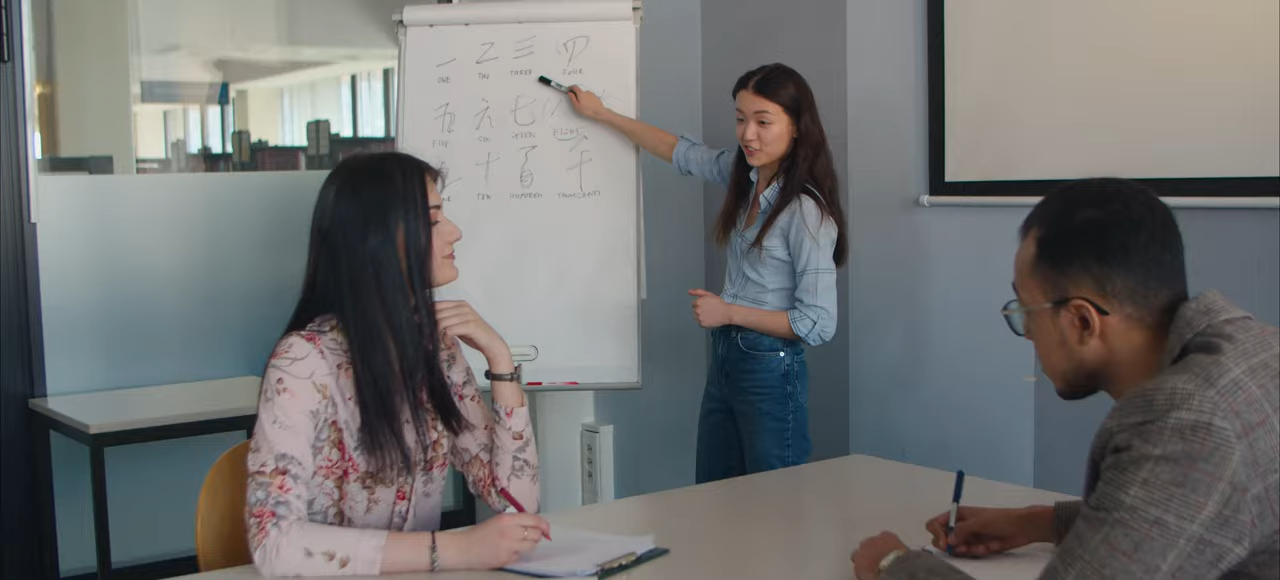 一 二 三 四
ONE TWO THREE FOUR
五 六 七
FIVE SIX SEVEN EIGHT
十 百 千
TEN HUNDRED THOUSAND